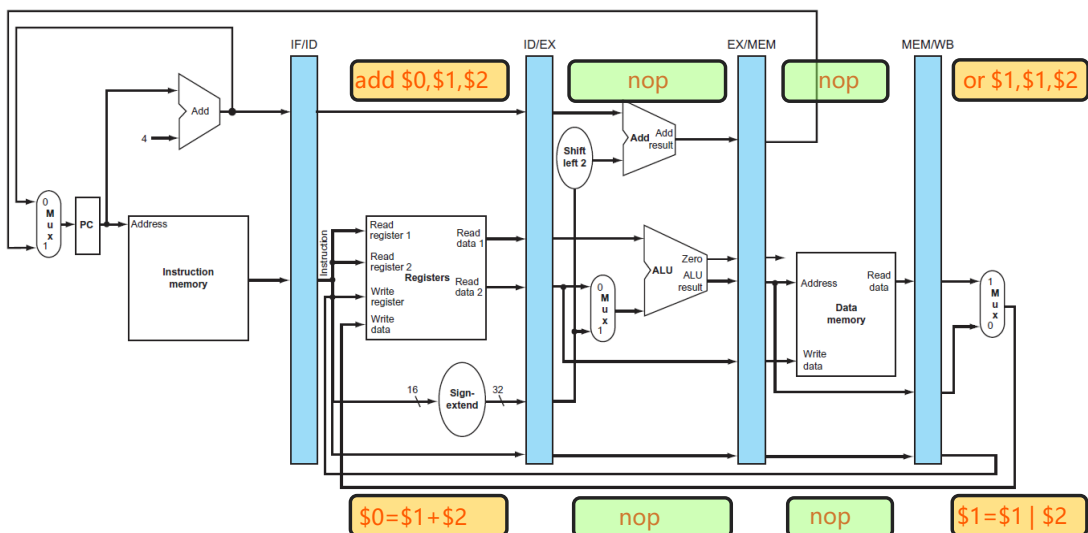 IF/ID
ID/EX
EX/MEM
MEM/WB
add $0,$1,$2
nop
nop
or $1,$1,$2
Add
4
Shift
left 2
Add
Add
result
0
M
u
x
1
PC
Address
Instruction
memory
Instruction
Read
register 1
Read
register 2
Write
register
Write
data
Registers
Read
data 1
Read
data 2
16
Sign-
extend
32
0
M
u
x
1
ALU
Zero
ALU
result
Address
Read
data
Data
memory
Write
data
1
M
u
x
0
$0=$1+$2
nop
nop
$1=$1 | $2